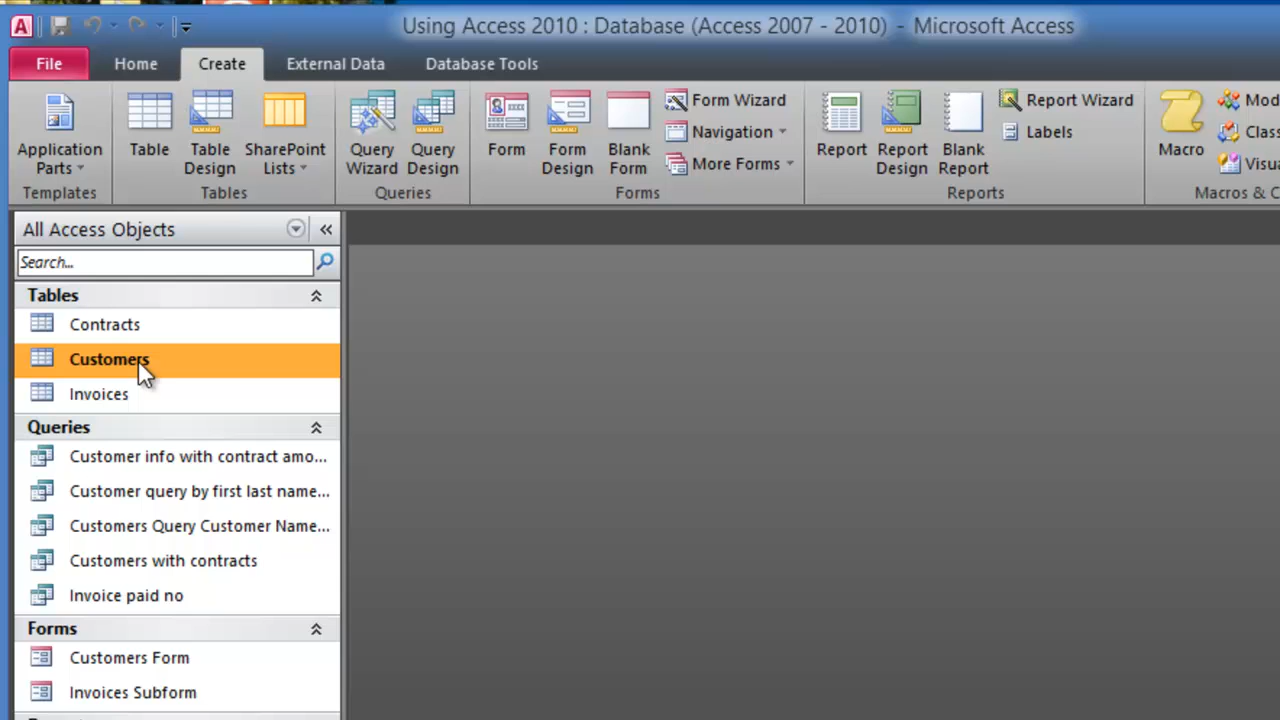 Using Access 2010 : Database (Access 2007 - 2010) - Microsoft Access
File Home Create External Data Database Tools
Application Parts
Table
Table Design
SharePoint Lists
Query Wizard
Query Design
Form
Form Design
Blank Form
Form Wizard
Navigation
More Forms
Report
Report Design
Blank Report
Report Wizard
Labels
Macro
Mod
Class
Visua
Templates Tables Queries Forms Reports Macros & C
All Access Objects
Search...
Tables
Contracts
Customers
Invoices
Queries
Customer info with contract amo...
Customer query by first last name...
Customers Query Customer Name...
Customers with contracts
Invoice paid no
Forms
Customers Form
Invoices Subform